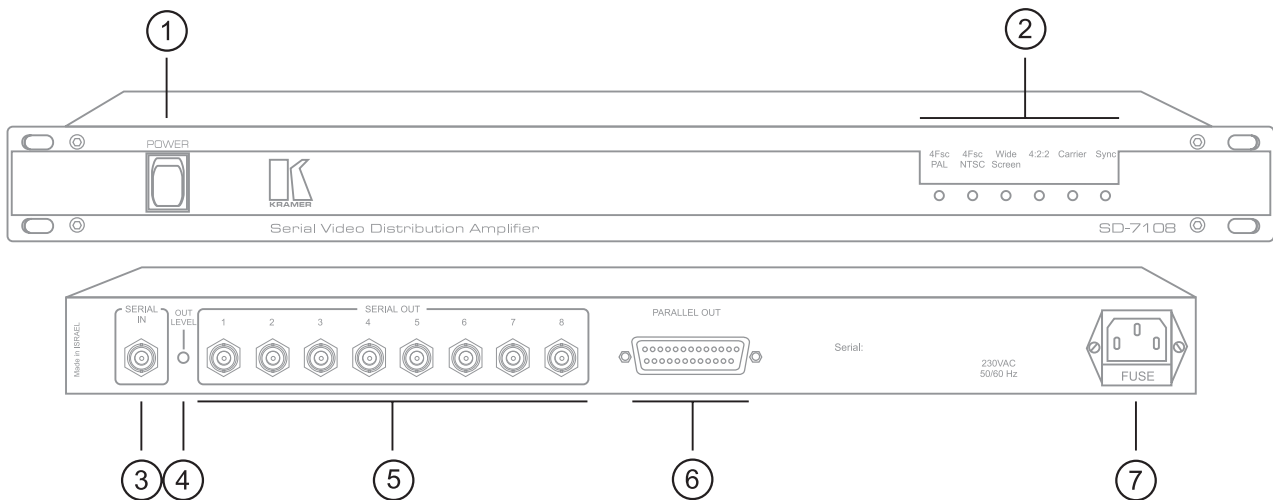 1
2
POWER
4Fsc PAL
4Fsc NTSC
Wide Screen
4:2:2
Carrier
Sync
KRAMER
Serial Video Distribution Amplifier
SD-7108
Made in ISRAEL
SERIAL IN
OUT LEVEL
SERIAL OUT
1 2 3 4 5 6 7 8
PARALLEL OUT
Serial:
230VAC
50/60 Hz
FUSE
3
4
5
6
7